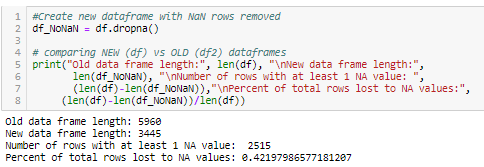 1 #Create new dataframe with NaN rows removed
2 df_NoNaN = df.dropna()
3
4 # comparing NEW (df) vs OLD (df2) dataframes
5 print("Old data frame length:", len(df), "\nNew data frame length:",
6 len(df_NoNaN), "\nNumber of rows with at least 1 NA value: ",
7 (len(df)-len(df_NoNaN)),"\nPercent of total rows lost to NA values:",
8 (len(df)-len(df_NoNaN))/len(df))
Old data frame length: 5960
New data frame length: 3445
Number of rows with at least 1 NA value:  2515
Percent of total rows lost to NA values: 0.42197986577181207